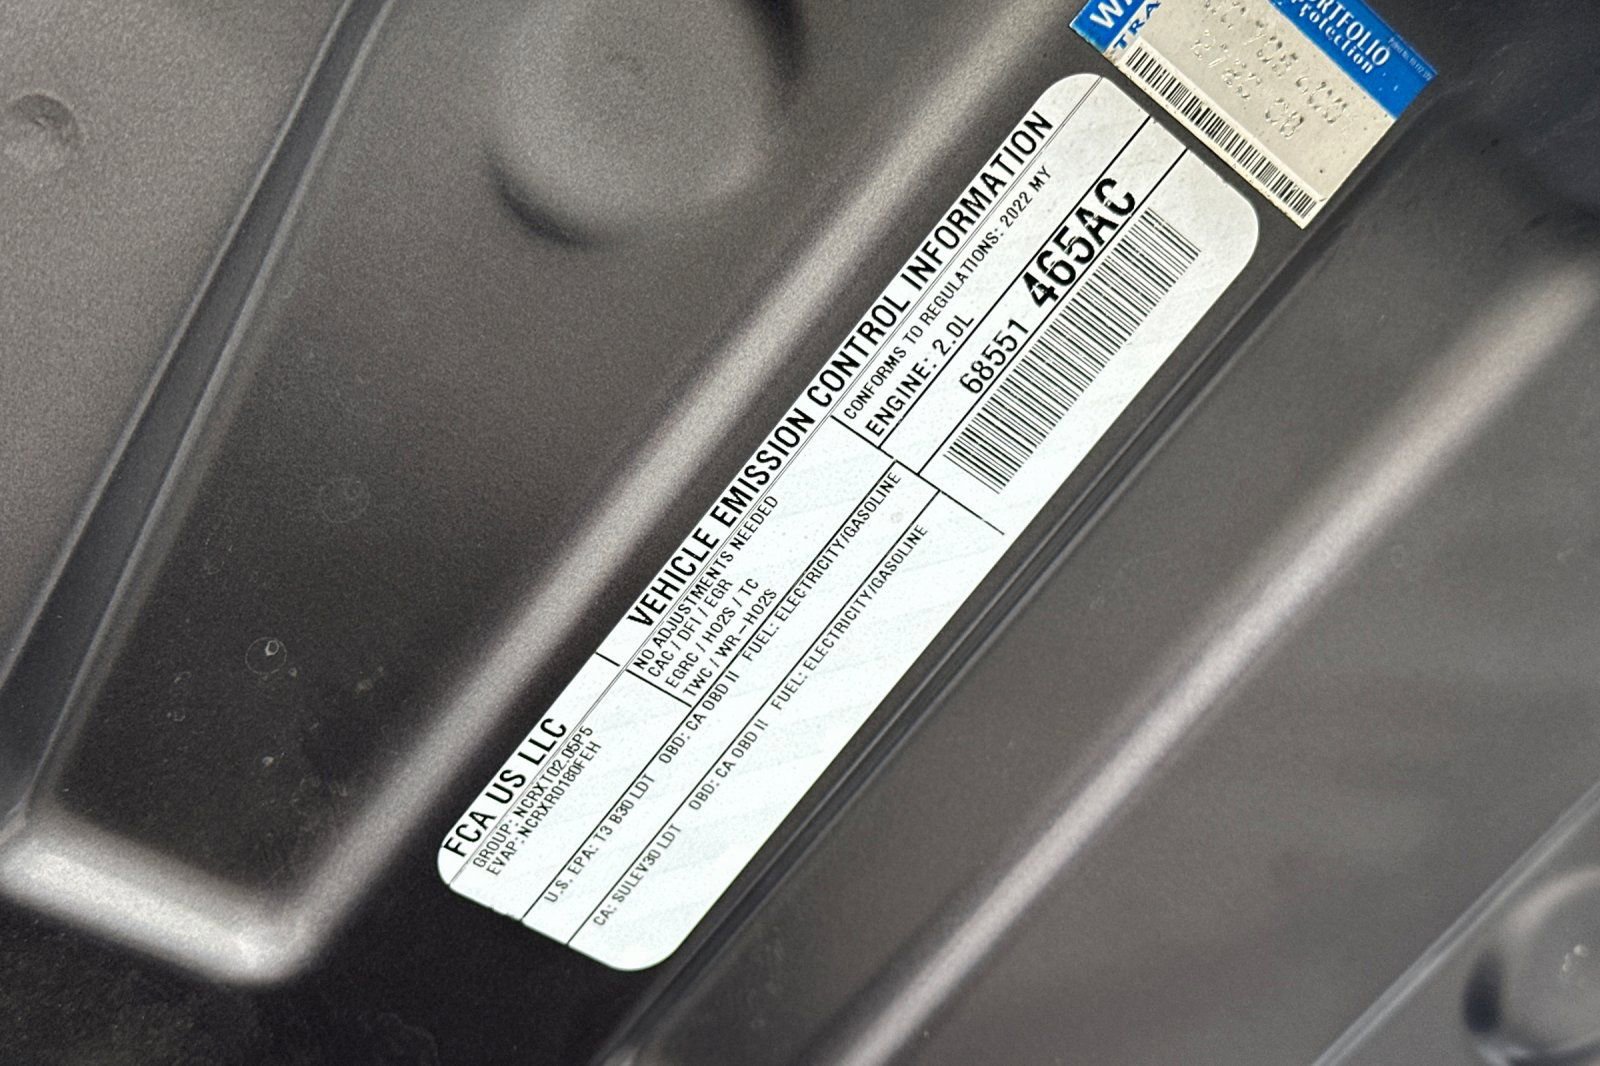 ORTFOLIO
Protection
FCA US LLC
VEHICLE EMISSION CONTROL INFORMATION
GROUP: NCRXT02.05P5
EVAP: NCRXR0180FEH
NO ADJUSTMENTS NEEDED
CAC / DFI / EGR
EGRC / HO2S / TC
TWC / WR-HO2S
CONFORMS TO REGULATIONS: 2022 MY
ENGINE: 2.0L
68551 465AC
U.S. EPA: T3 B30 LDT OBD: CA OBD II FUEL: ELECTRICITY/GASOLINE
CA: SULEV30 LDT OBD: CA OBD II FUEL: ELECTRICITY/GASOLINE